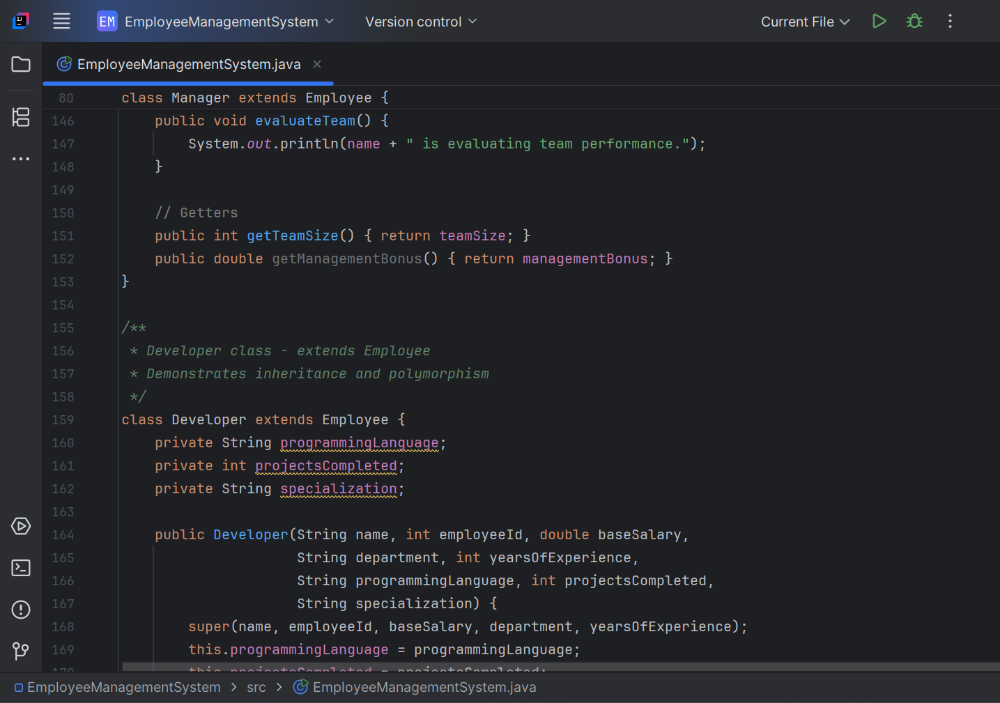 EM EmployeeManagementSystem Version control Current File
EmployeeManagementSystem.java
80 class Manager extends Employee {
146 public void evaluateTeam() {
147 System.out.println(name + " is evaluating team performance.");
148 }
149
150 // Getters
151 public int getTeamSize() { return teamSize; }
152 public double getManagementBonus() { return managementBonus; }
153 }
154
155 /**
156 * Developer class - extends Employee
157 * Demonstrates inheritance and polymorphism
158 */
159 class Developer extends Employee {
160 private String programmingLanguage;
161 private int projectsCompleted;
162 private String specialization;
163
164 public Developer(String name, int employeeId, double baseSalary,
165 String department, int yearsOfExperience,
166 String programmingLanguage, int projectsCompleted,
167 String specialization) {
168 super(name, employeeId, baseSalary, department, yearsOfExperience);
169 this.programmingLanguage = programmingLanguage;
170 this.projectsCompleted = projectsCompleted;
EmployeeManagementSystem > src > EmployeeManagementSystem.java